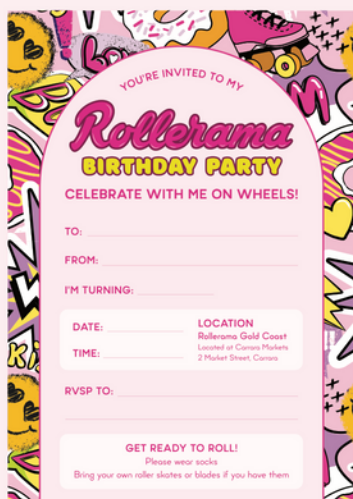 YOU'RE INVITED TO MY
Rollerama
BIRTHDAY PARTY
CELEBRATE WITH ME ON WHEELS!
TO:
FROM:
I'M TURNING:
DATE:
TIME:
LOCATION
Rollerama Gold Coast
Located at Carrara Markets
2 Market Street, Carrara
RVSP TO:
GET READY TO ROLL!
Please wear socks
Bring your own roller skates or blades if you have them